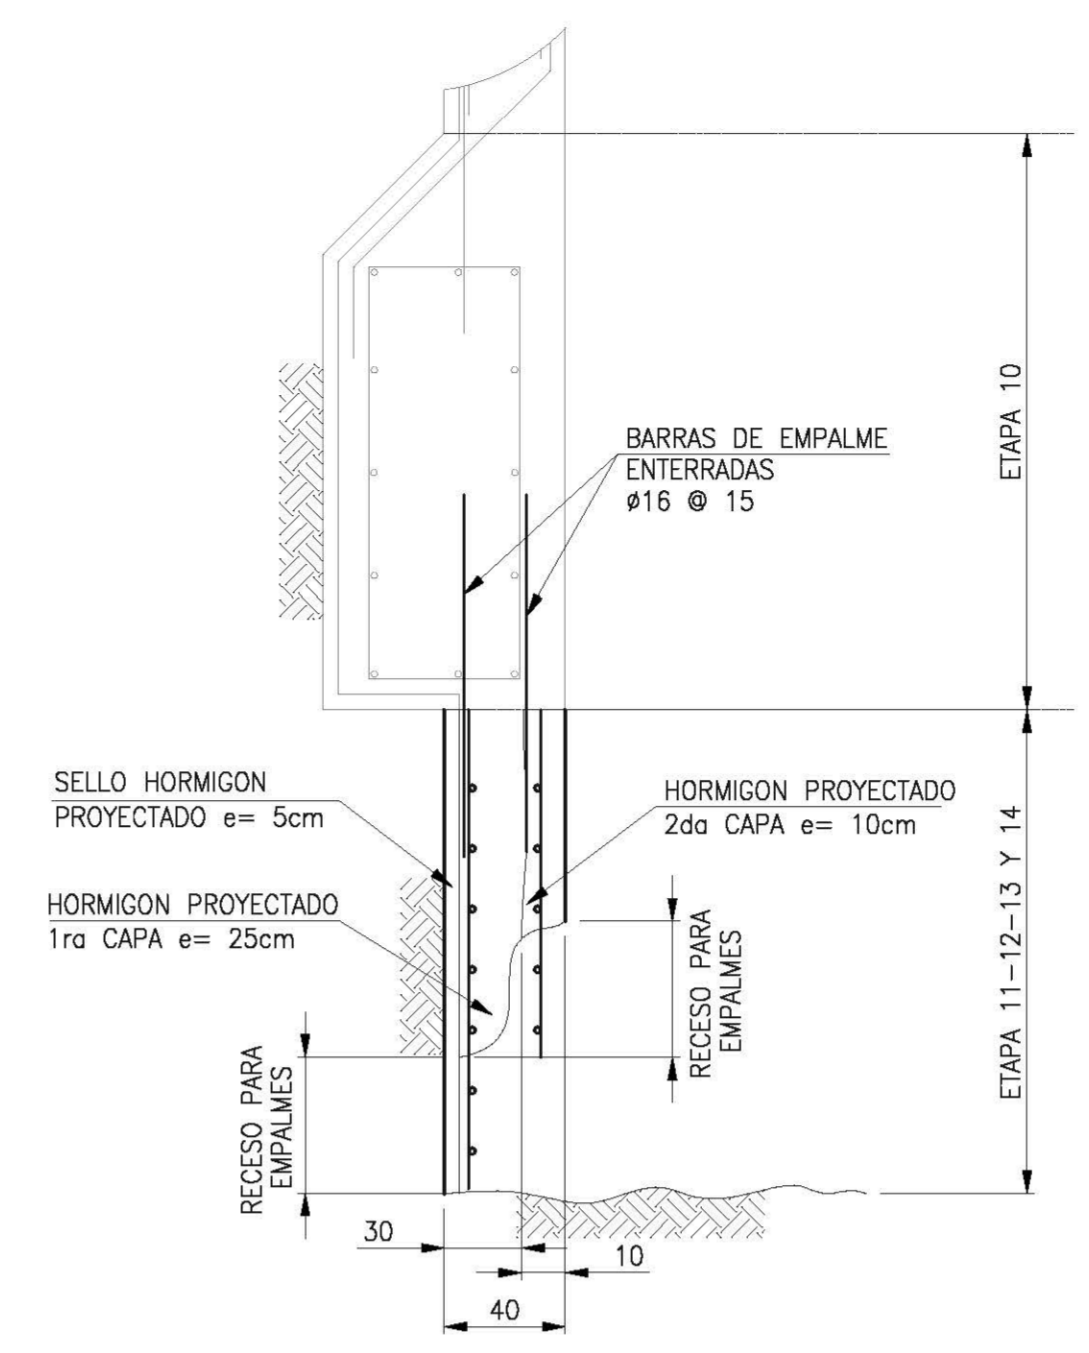 ETAPA 10
BARRAS DE EMPALME
ENTERRADAS
ø16 @ 15
SELLO HORMIGON
PROYECTADO e= 5cm
HORMIGON PROYECTADO
2da CAPA e= 10cm
HORMIGON PROYECTADO
1ra CAPA e= 25cm
ETAPA 11-12-13 Y 14
RECESO PARA
EMPALMES
RECESO PARA
EMPALMES
30
10
40